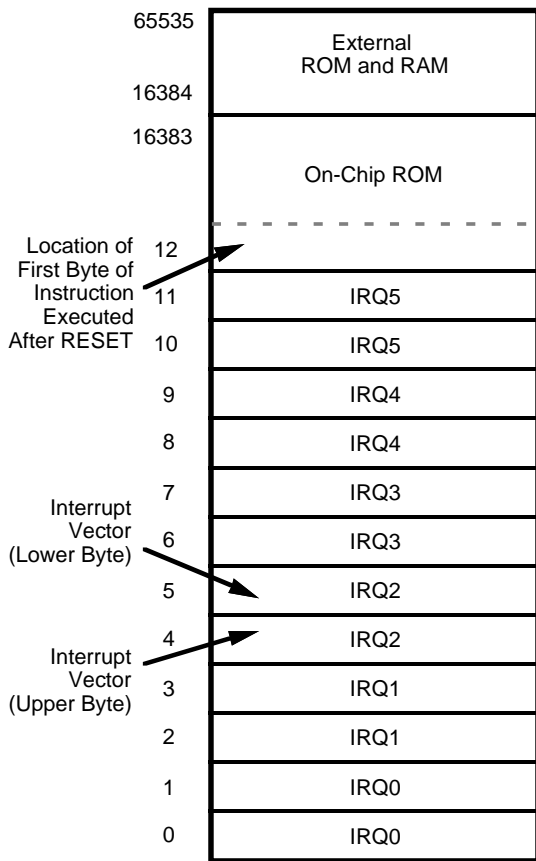 65535
External
ROM and RAM
16384
16383
On-Chip ROM
Location of
First Byte of
Instruction
Executed
After RESET
12
11 IRQ5
10 IRQ5
9 IRQ4
8 IRQ4
7 IRQ3
Interrupt
Vector
(Lower Byte)
6 IRQ3
5 IRQ2
4 IRQ2
Interrupt
Vector
(Upper Byte)
3 IRQ1
2 IRQ1
1 IRQ0
0 IRQ0